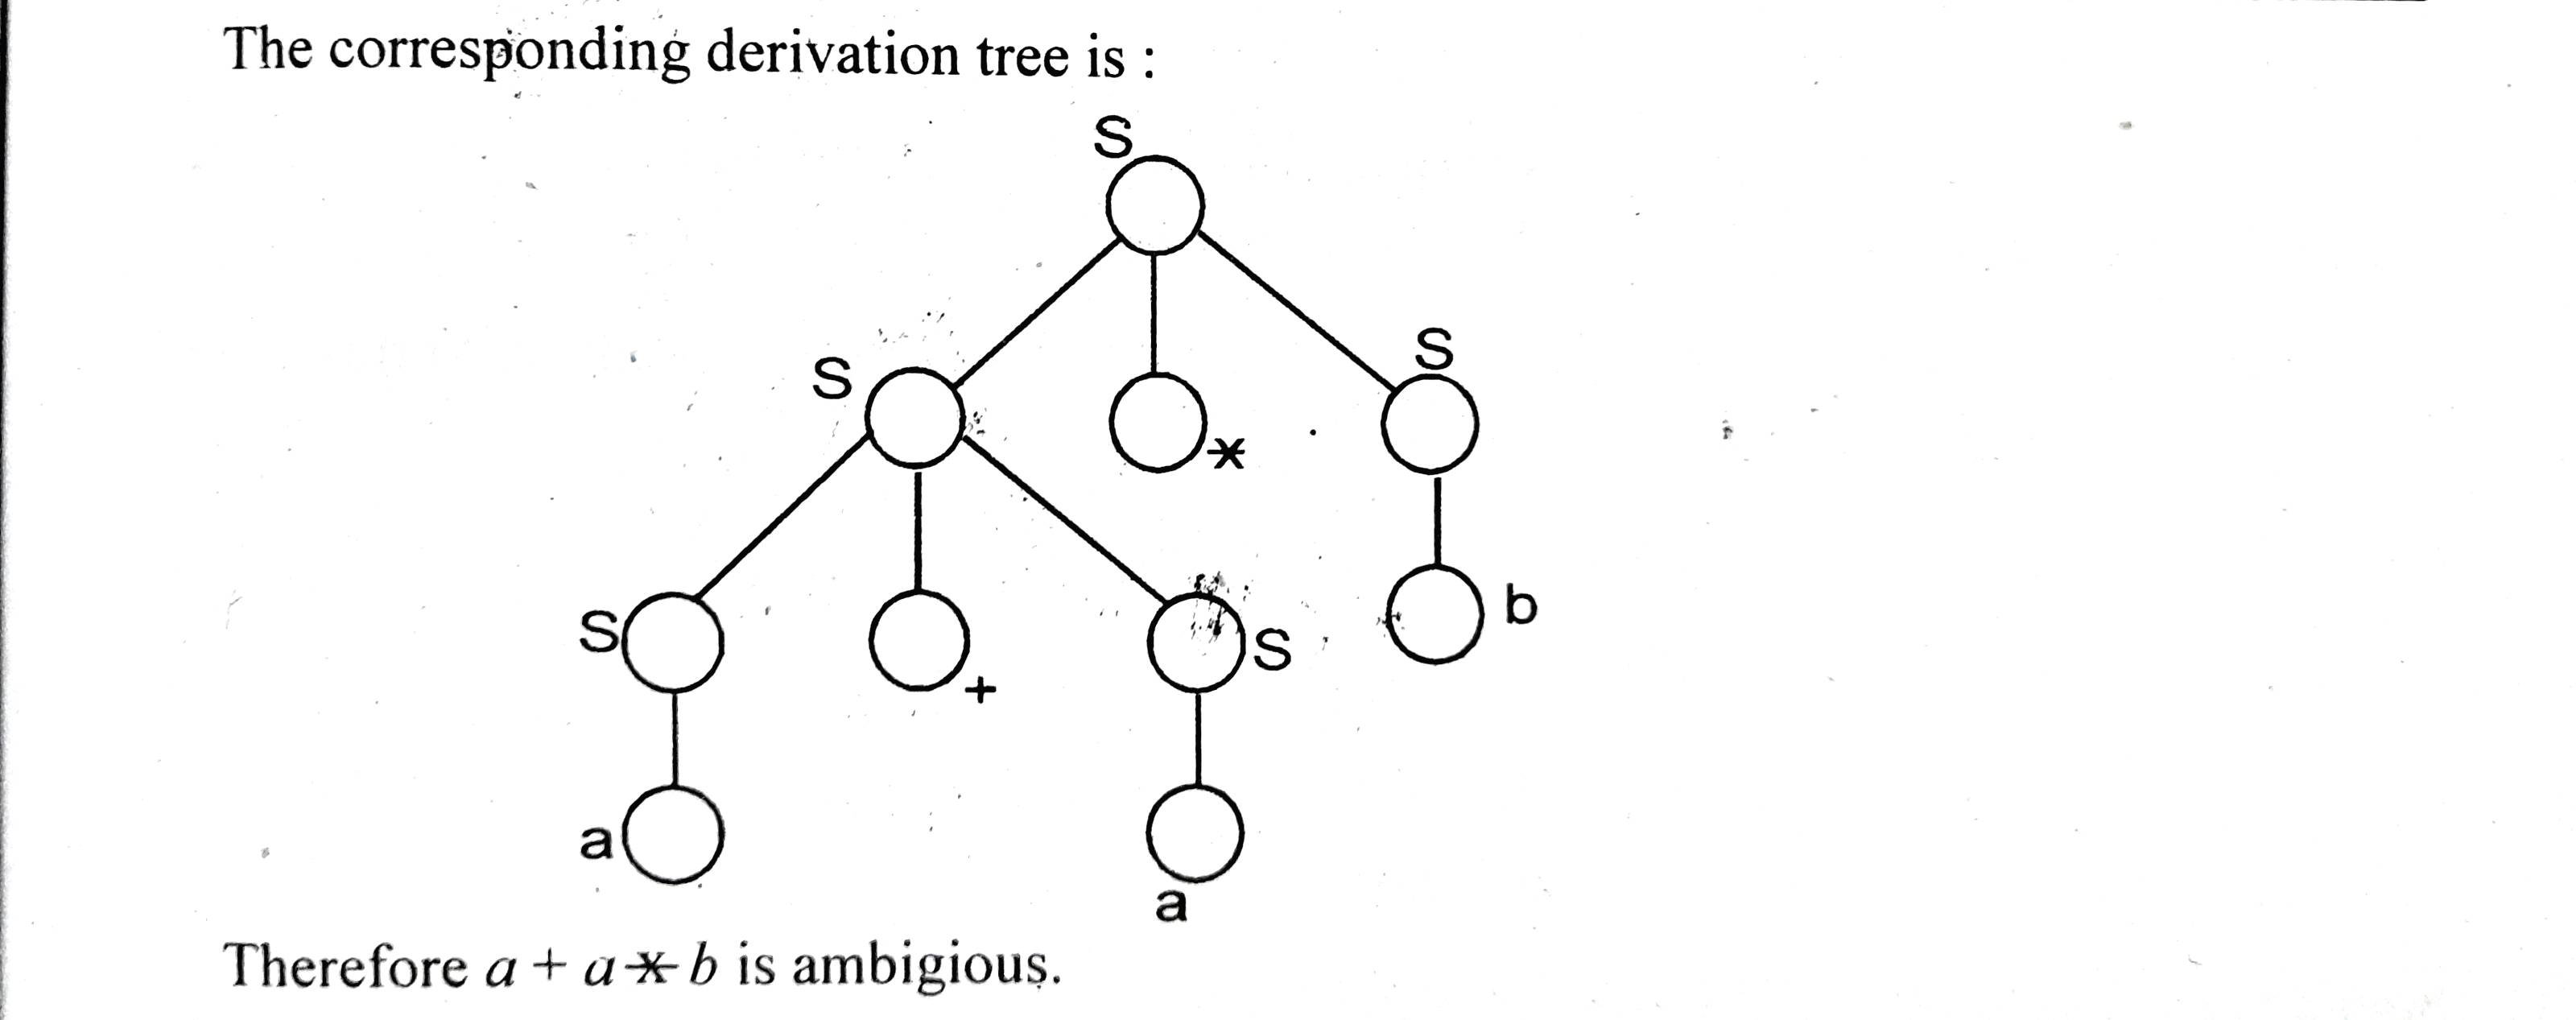 The corresponding derivation tree is :
S
S
S
*
S
+
S
b
a
a
Therefore a + a * b is ambigious.